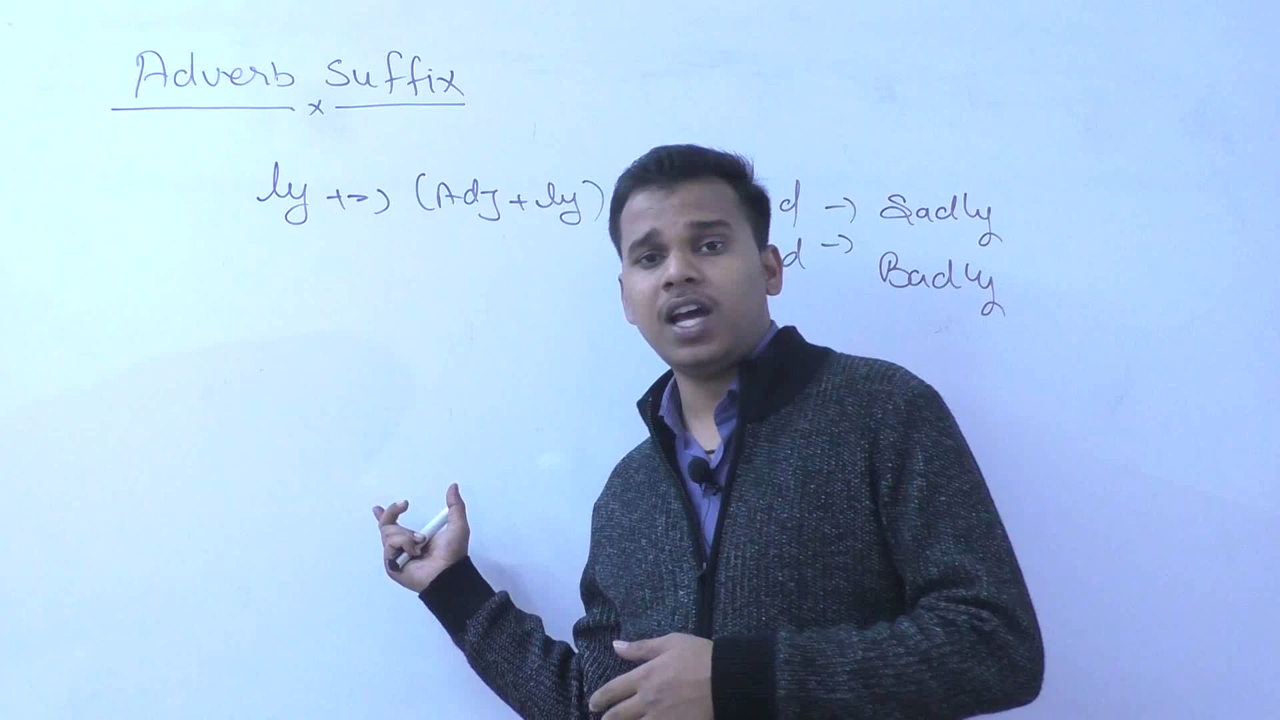 Adverb Suffix
x
ly +→ (Adj + ly) d → Sadly
d → Badly